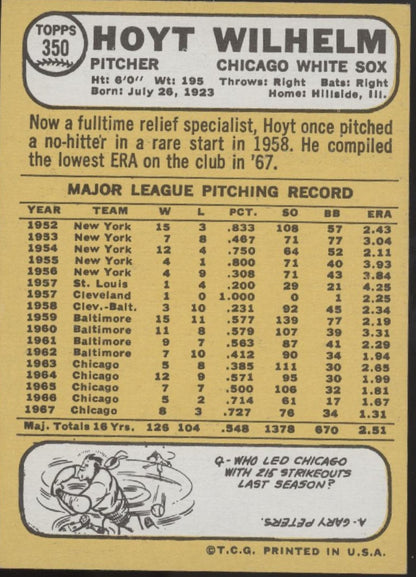 TOPPS
350
HOYT WILHELM
PITCHER CHICAGO WHITE SOX
Ht: 6'0" Wt: 195 Throws: Right Bats: Right
Born: July 26, 1923 Home: Hillside, Ill.
Now a fulltime relief specialist, Hoyt once pitched
a no-hitter in a rare start in 1958. He compiled
the lowest ERA on the club in '67.
MAJOR LEAGUE PITCHING RECORD
YEAR TEAM W L PCT. SO BB ERA
1952 New York 15 3 .833 108 57 2.43
1953 New York 7 8 .467 71 77 3.04
1954 New York 12 4 .750 64 52 2.11
1955 New York 4 1 .800 71 40 3.93
1956 New York 4 9 .308 71 43 3.84
1957 St. Louis 1 4 .200 29 21 4.25
1957 Cleveland 1 0 1.000 0 1 2.25
1958 Clev.-Balt. 3 10 .231 92 45 2.34
1959 Baltimore 15 11 .577 139 77 2.19
1960 Baltimore 11 8 .579 107 39 3.31
1961 Baltimore 9 7 .563 87 41 2.29
1962 Baltimore 7 10 .412 90 34 1.94
1963 Chicago 5 8 .385 111 30 2.65
1964 Chicago 12 9 .571 95 30 1.99
1965 Chicago 7 7 .500 106 32 1.81
1966 Chicago 5 2 .714 61 17 1.67
1967 Chicago 8 3 .727 76 34 1.31
Maj. Totals 16 Yrs. 126 104 .548 1378 670 2.51
Q- WHO LED CHICAGO
WITH 215 STRIKEOUTS
LAST SEASON?
A- GARY PETERS.
©T.C.G. PRINTED IN U.S.A.